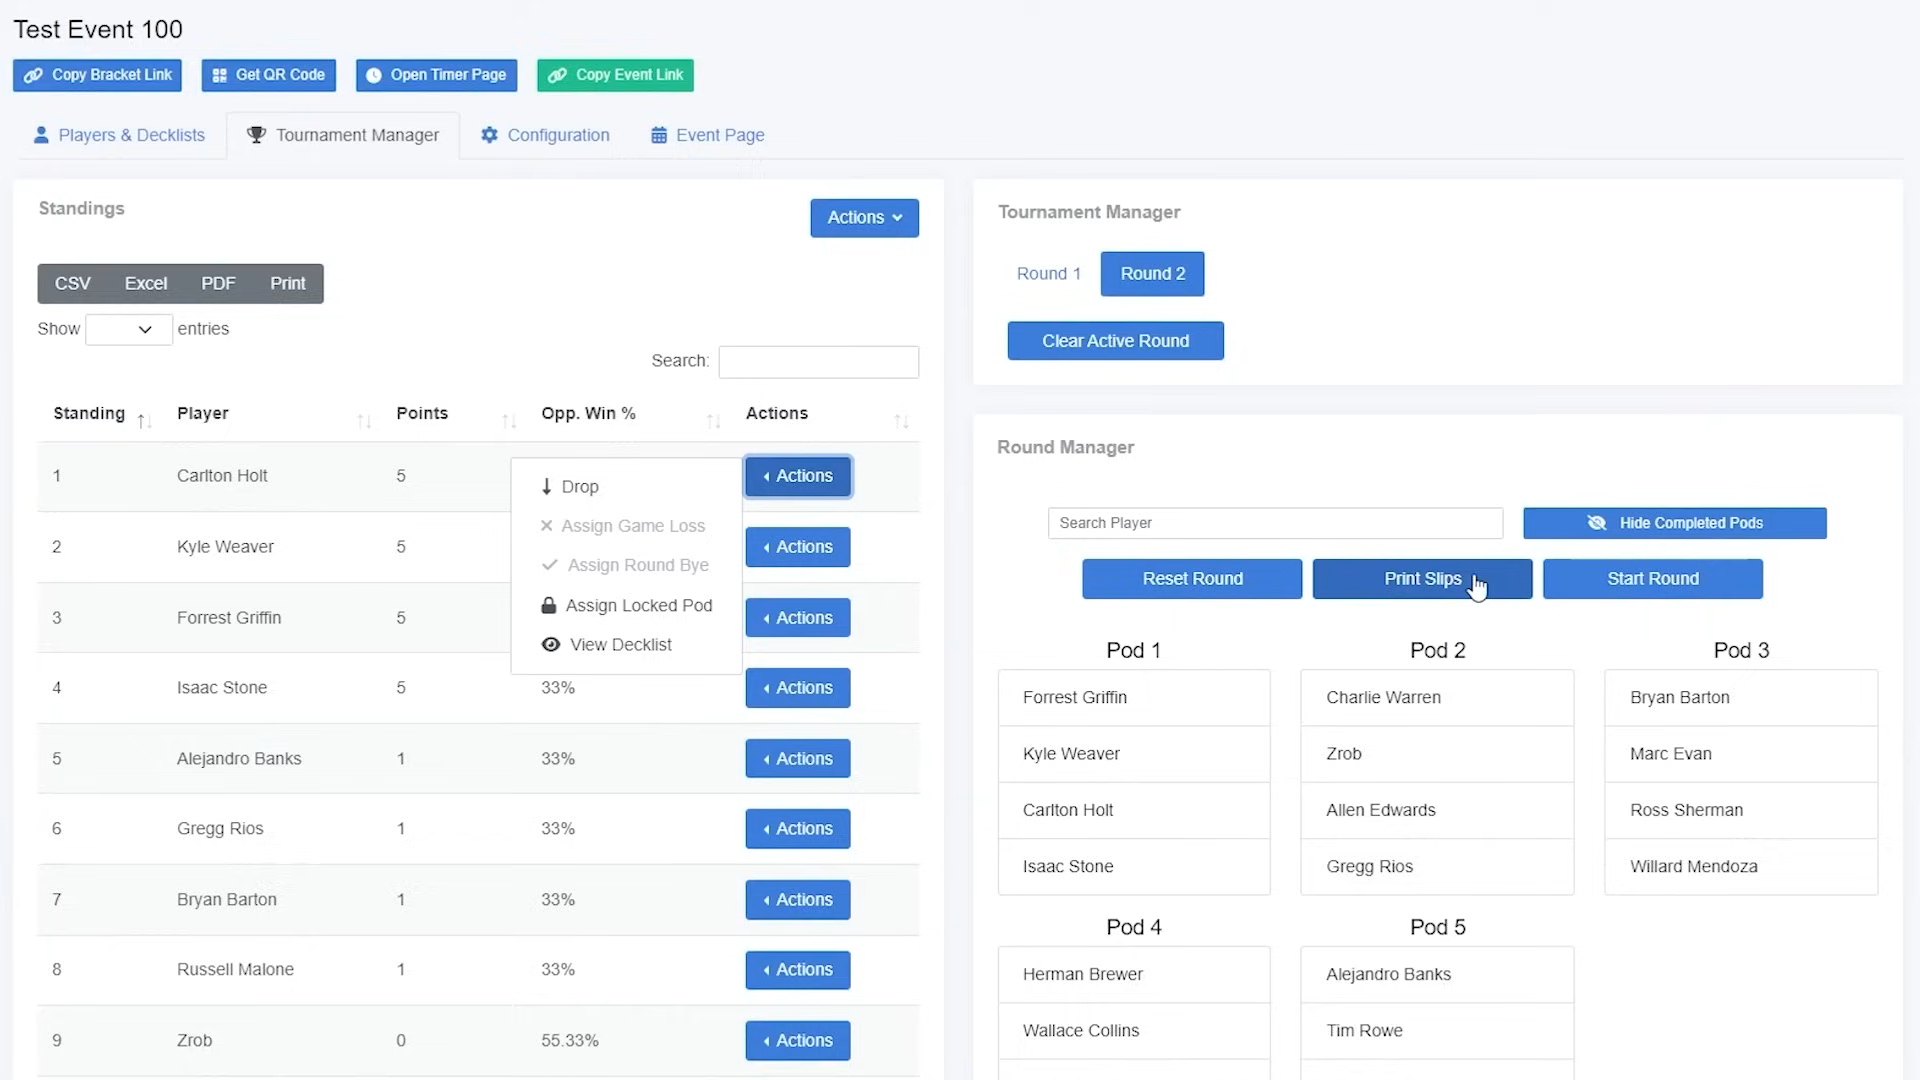 Test Event 100
Copy Bracket Link Get QR Code Open Timer Page Copy Event Link
Players & Decklists Tournament Manager Configuration Event Page
Standings
Actions
CSV Excel PDF Print
Show entries
Search:
Standing Player Points Opp. Win % Actions
1 Carlton Holt 5 Actions
Drop
Assign Game Loss
Assign Round Bye
Assign Locked Pod
View Decklist
2 Kyle Weaver 5 Actions
3 Forrest Griffin 5 Actions
4 Isaac Stone 5 33% Actions
5 Alejandro Banks 1 33% Actions
6 Gregg Rios 1 33% Actions
7 Bryan Barton 1 33% Actions
8 Russell Malone 1 33% Actions
9 Zrob 0 55.33% Actions
Tournament Manager
Round 1 Round 2
Clear Active Round
Round Manager
Search Player Hide Completed Pods
Reset Round Print Slips Start Round
Pod 1
Forrest Griffin
Kyle Weaver
Carlton Holt
Isaac Stone
Pod 2
Charlie Warren
Zrob
Allen Edwards
Gregg Rios
Pod 3
Bryan Barton
Marc Evan
Ross Sherman
Willard Mendoza
Pod 4
Herman Brewer
Wallace Collins
Pod 5
Alejandro Banks
Tim Rowe